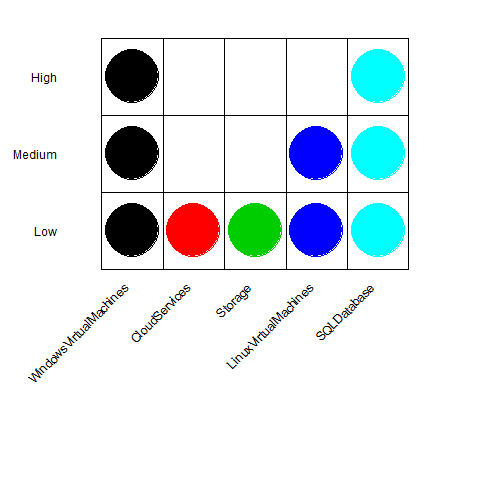 High
Medium
Low
WindowsVirtualMachines
CloudServices
Storage
LinuxVirtualMachines
SQLDatabase